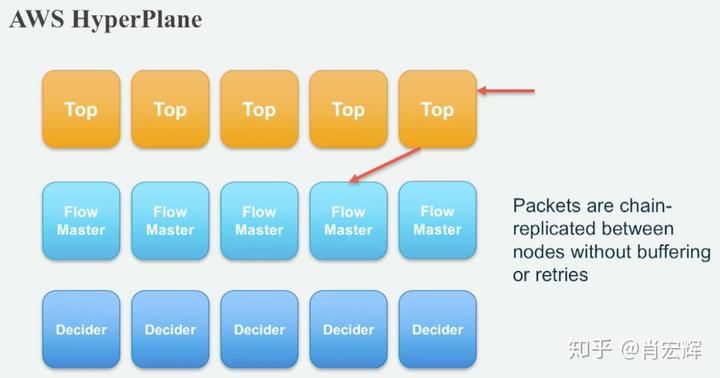 AWS HyperPlane
Top Top Top Top Top
Flow Flow Flow Flow Flow
Master Master Master Master Master
Packets are chain-
replicated between
nodes without buffering
or retries
Decider Decider Decider Decider Decider
知乎 @肖宏辉